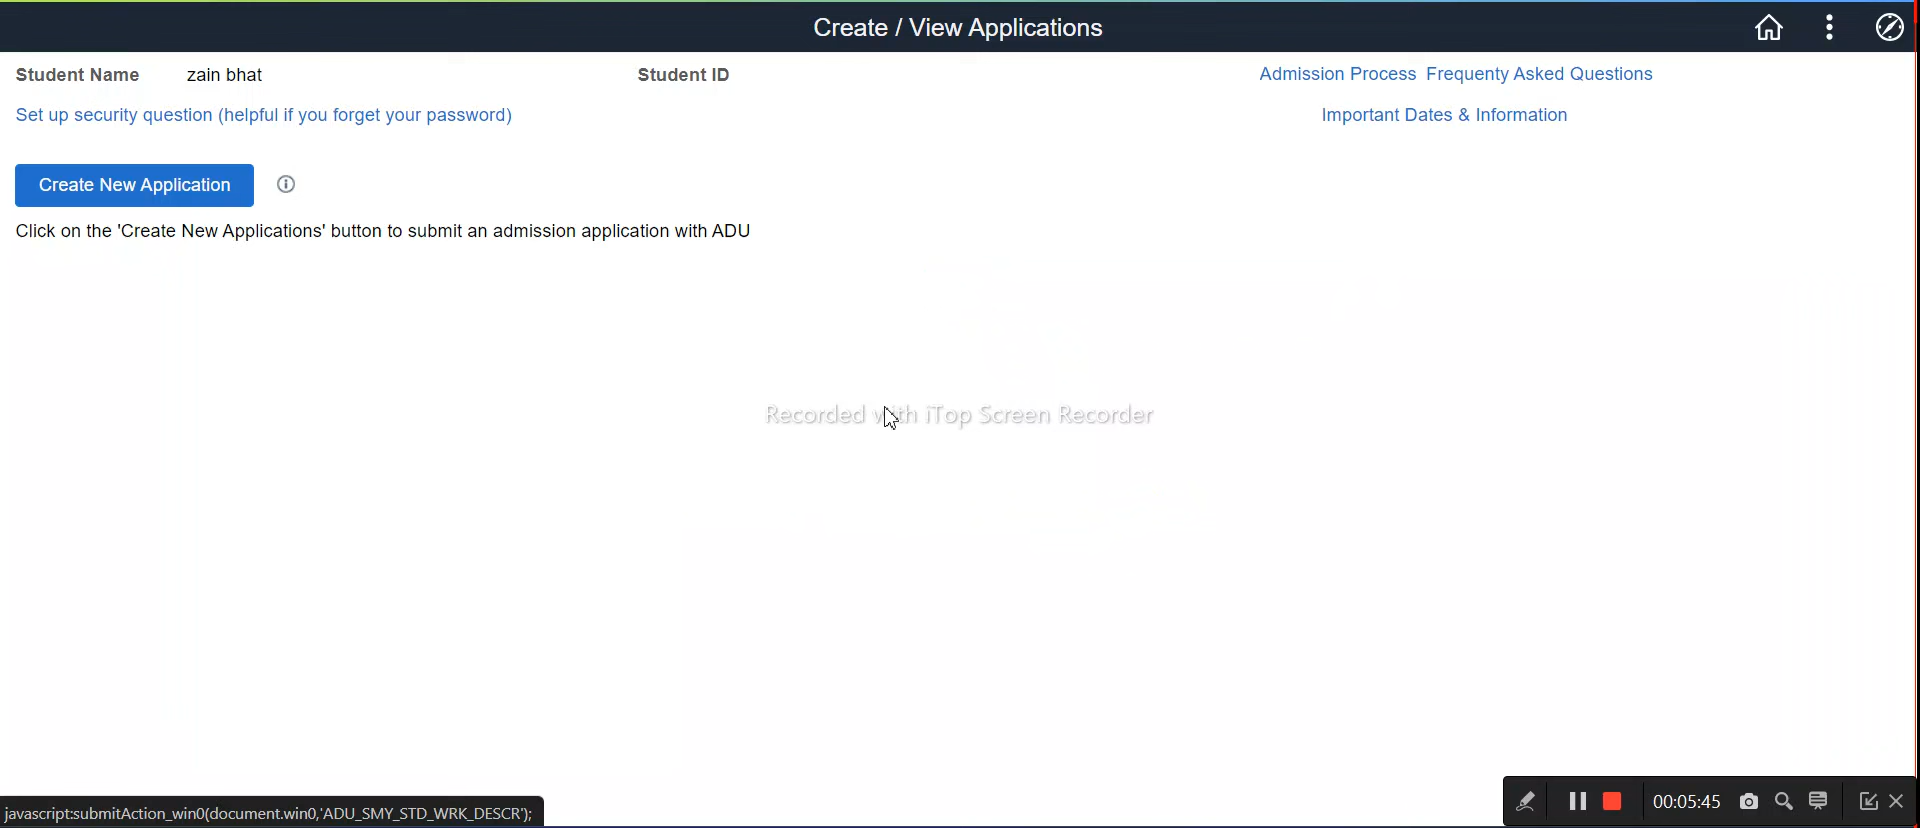 Create / View Applications
Student Name zain bhat Student ID Admission Process Frequenty Asked Questions
Set up security question (helpful if you forget your password) Important Dates & Information
Create New Application
Click on the 'Create New Applications' button to submit an admission application with ADU
Recorded with iTop Screen Recorder
00:05:45
javascript:submitAction_win0(document.win0,'ADU_SMY_STD_WRK_DESCR');